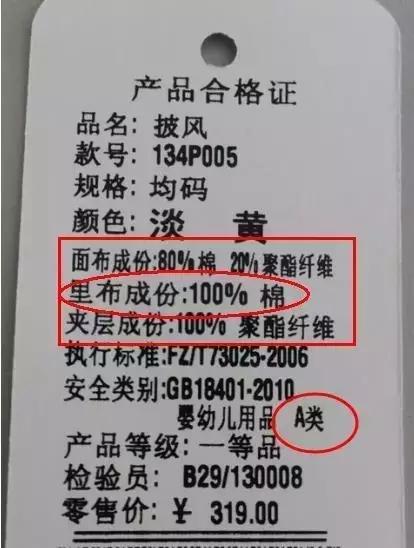 产品合格证
品名: 披风
款号: 134P005
规格: 均码
颜色: 淡 黄
面布成份:80% 棉 20% 聚酯纤维
里布成份:100% 棉
夹层成份:100% 聚酯纤维
执行标准:FZ/T73025-2006
安全类别:GB18401-2010
婴幼儿用品 A类
产品等级: 一等品
检验员: B29/130008
零售价: ¥ 319.00